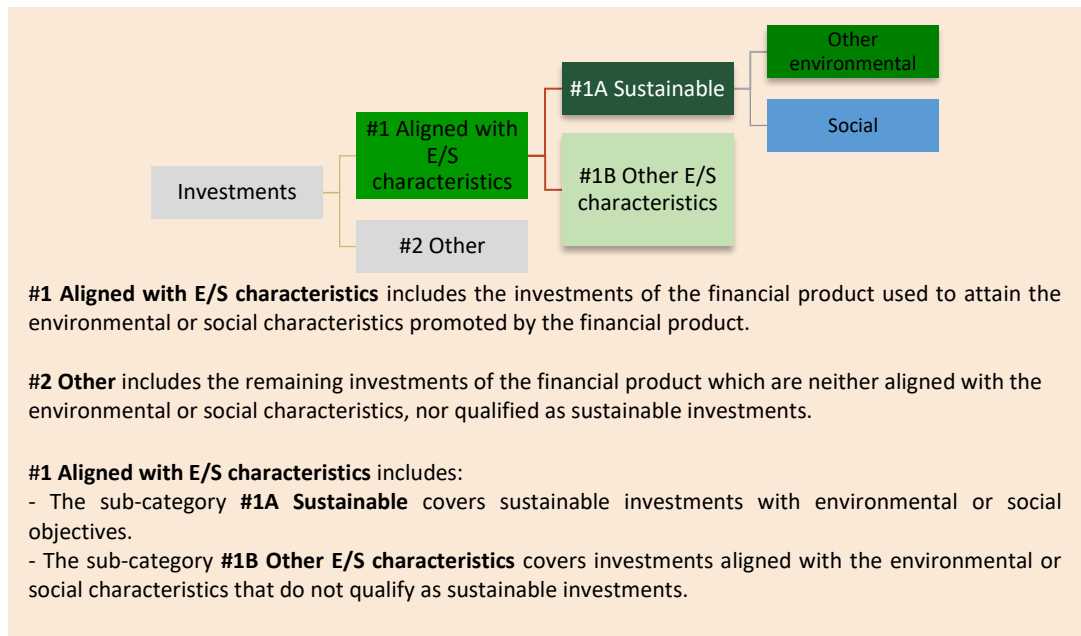 Other
environmental
#1A Sustainable
#1 Aligned with
E/S
characteristics
Social
#1B Other E/S
characteristics
Investments
#2 Other
#1 Aligned with E/S characteristics includes the investments of the financial product used to attain the
environmental or social characteristics promoted by the financial product.
#2 Other includes the remaining investments of the financial product which are neither aligned with the
environmental or social characteristics, nor qualified as sustainable investments.
#1 Aligned with E/S characteristics includes:
- The sub-category #1A Sustainable covers sustainable investments with environmental or social
objectives.
- The sub-category #1B Other E/S characteristics covers investments aligned with the environmental or
social characteristics that do not qualify as sustainable investments.